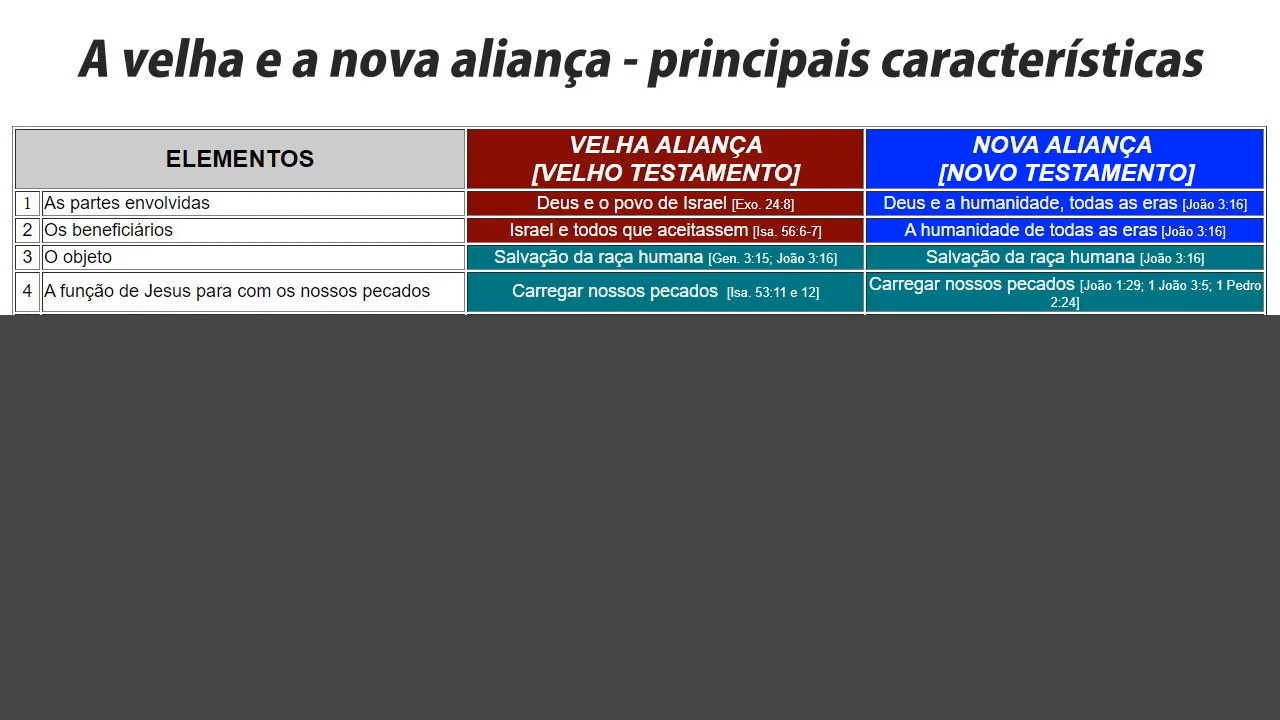 A velha e a nova aliança - principais características
ELEMENTOS
VELHA ALIANÇA
[VELHO TESTAMENTO]
NOVA ALIANÇA
[NOVO TESTAMENTO]
1 As partes envolvidas Deus e o povo de Israel [Exo. 24:8] Deus e a humanidade, todas as eras [João 3:16]
2 Os beneficiários Israel e todos que aceitassem [Isa. 56:6-7] A humanidade de todas as eras [João 3:16]
3 O objeto Salvação da raça humana [Gen. 3:15; João 3:16] Salvação da raça humana [João 3:16]
4 A função de Jesus para com os nossos pecados Carregar nossos pecados [Isa. 53:11 e 12] Carregar nossos pecados [João 1:29; 1 João 3:5; 1 Pedro
2:24]